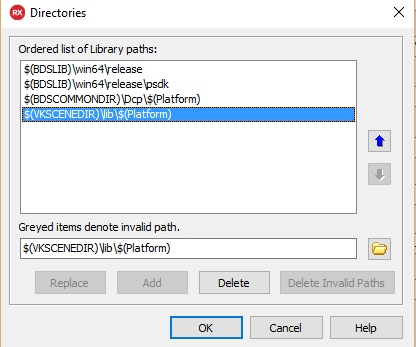 RX Directories
Ordered list of Library paths:
$(BDSLIB)\win64\release
$(BDSLIB)\win64\release\psdk
$(BDSCOMMONDIR)\Dcp\$(Platform)
$(VKSCENEDIR)\lib\$(Platform)
Greyed items denote invalid path.
$(VKSCENEDIR)\lib\$(Platform)
Replace Add Delete Delete Invalid Paths
OK Cancel Help